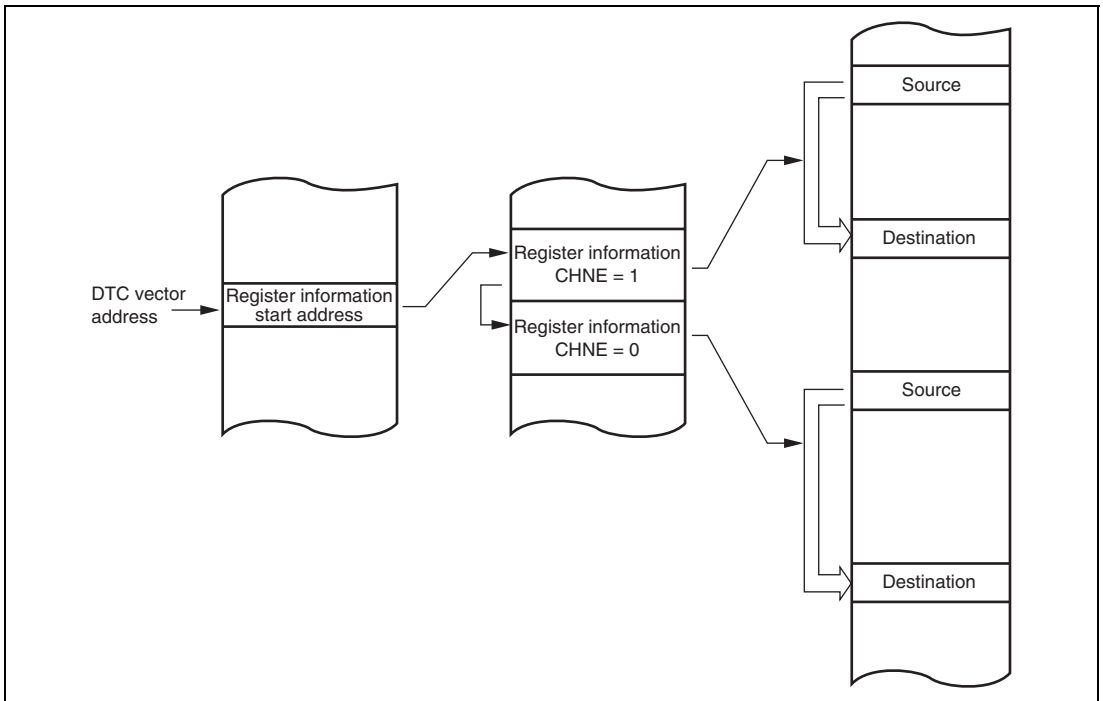 DTC vector
address
Register information
start address
Register information
CHNE = 1
Register information
CHNE = 0
Source
Destination
Source
Destination